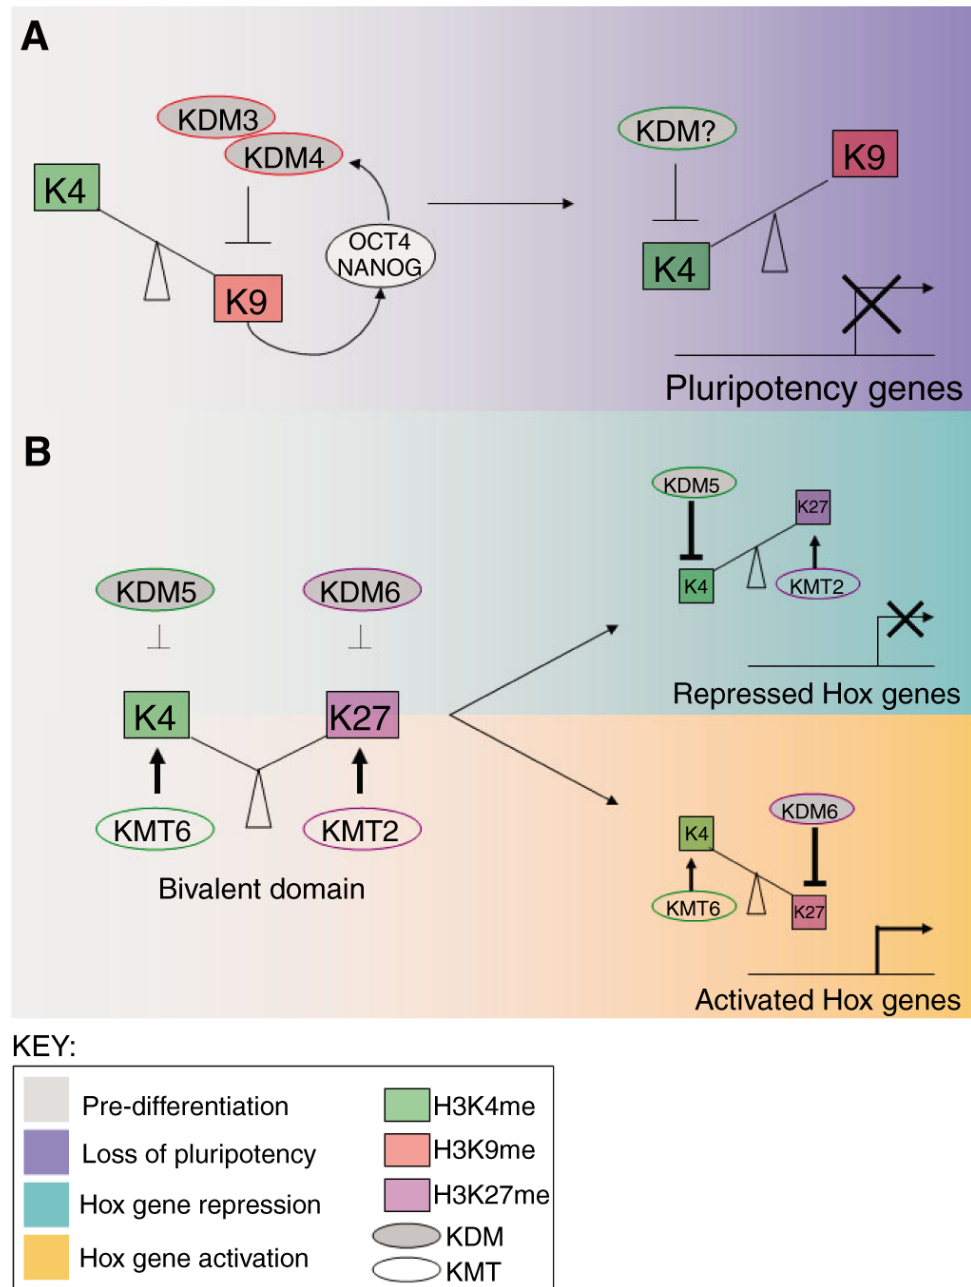 A
KDM3
KDM4
K4
K9
OCT4
NANOG
KDM?
K9
K4
Pluripotency genes
B
KDM5
KDM6
K4
K27
KMT6
KMT2
Bivalent domain
KDM5
K27
K4
KMT2
Repressed Hox genes
K4
KDM6
KMT6
K27
Activated Hox genes
KEY:
Pre-differentiation
Loss of pluripotency
Hox gene repression
Hox gene activation
H3K4me
H3K9me
H3K27me
KDM
KMT